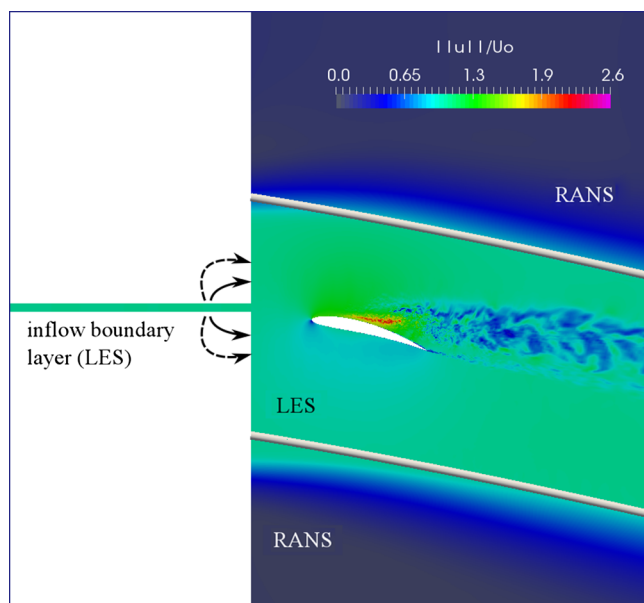 ||u||/Uo
0.0 0.65 1.3 1.9 2.6
RANS
inflow boundary
layer (LES)
LES
RANS